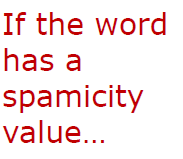 If the word
has a
spamicity
value...